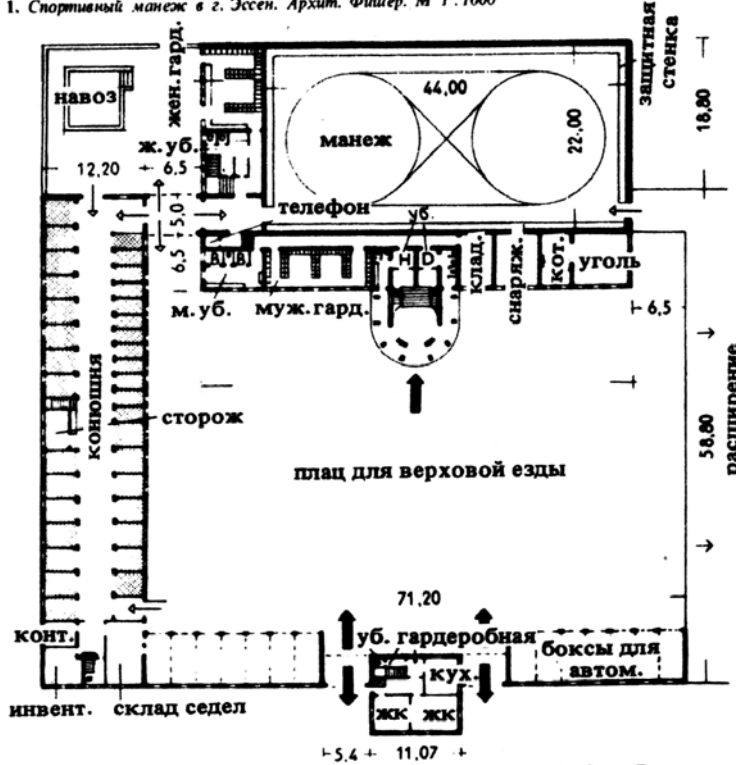 1. Спортивный манеж в г. Эссен. Архит. Фишер. М 1 : 1000
навоз
жен. гард.
44,00
манеж
22,00
защитная
стенка
18,80
ж. уб.
12,20
6,5
5,0
телефон
уб.
6,5
В
В
Н
D
клад.
снаряж.
кот.
уголь
м. уб.
муж. гард.
6,5
конюшня
сторож
плац для верховой езды
58,80
расширение
71,20
конт.
уб. гардеробная
кух.
боксы для
автом.
инвент.
склад седел
жк
жк
5,4
11,07